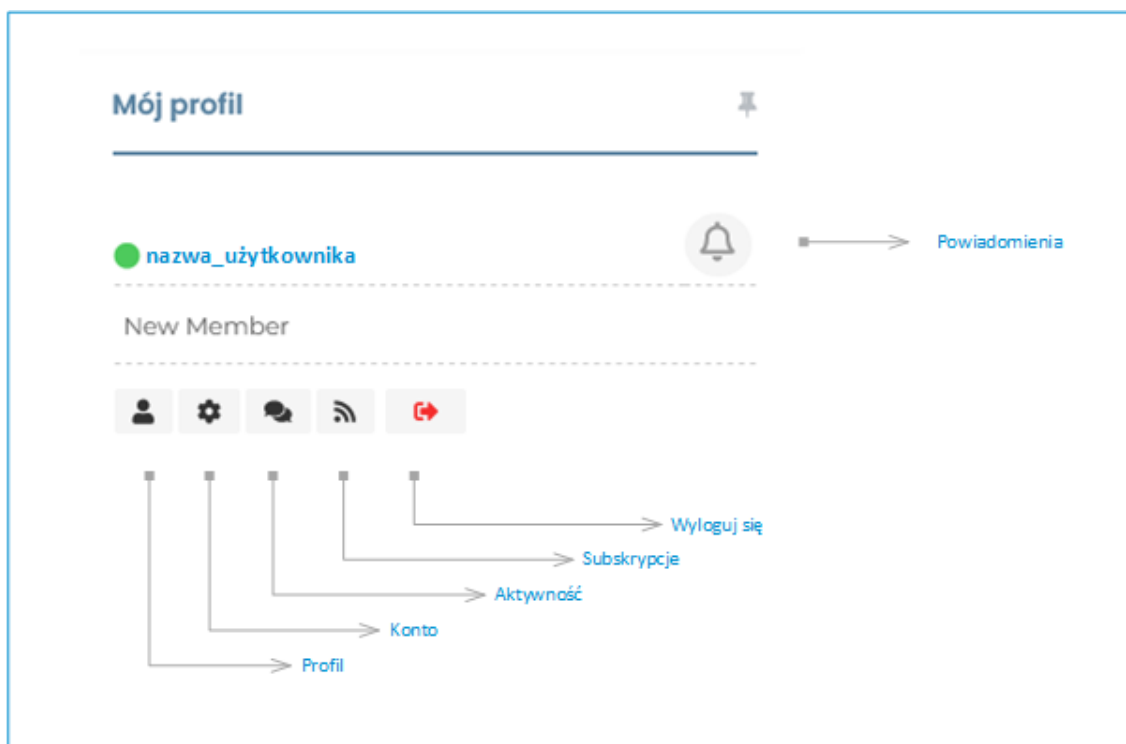 Mój profil
nazwa_użytkownika
Powiadomienia
New Member
Wyloguj się
Subskrypcje
Aktywność
Konto
Profil